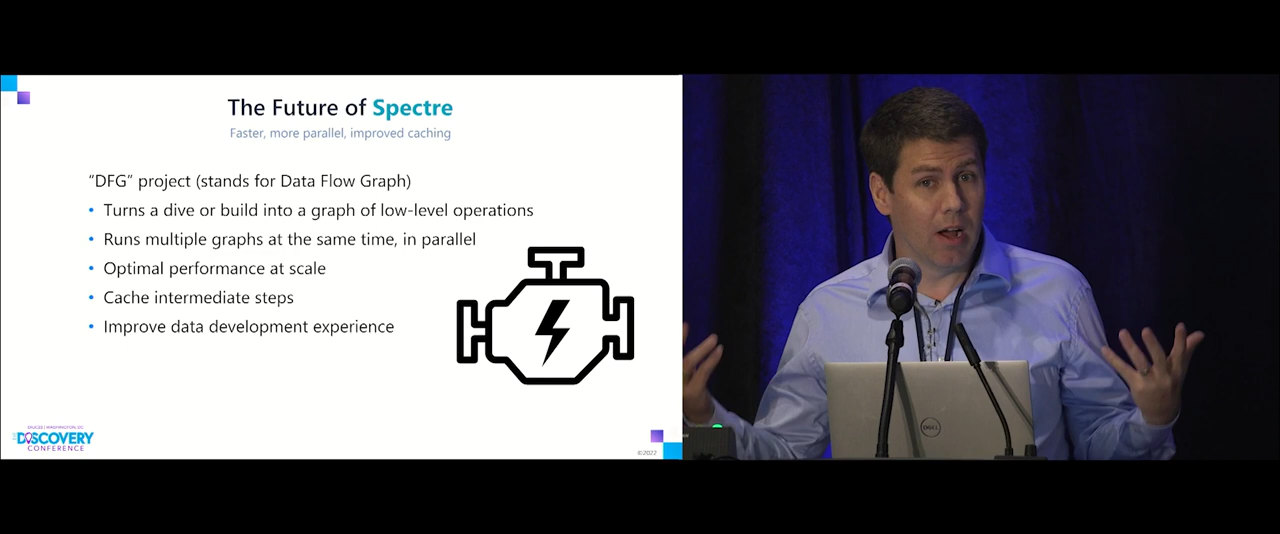 The Future of Spectre
Faster, more parallel, improved caching
“DFG” project (stands for Data Flow Graph)
• Turns a dive or build into a graph of low-level operations
• Runs multiple graphs at the same time, in parallel
• Optimal performance at scale
• Cache intermediate steps
• Improve data development experience
DISCOVERY
CONFERENCE
©2022
DELL